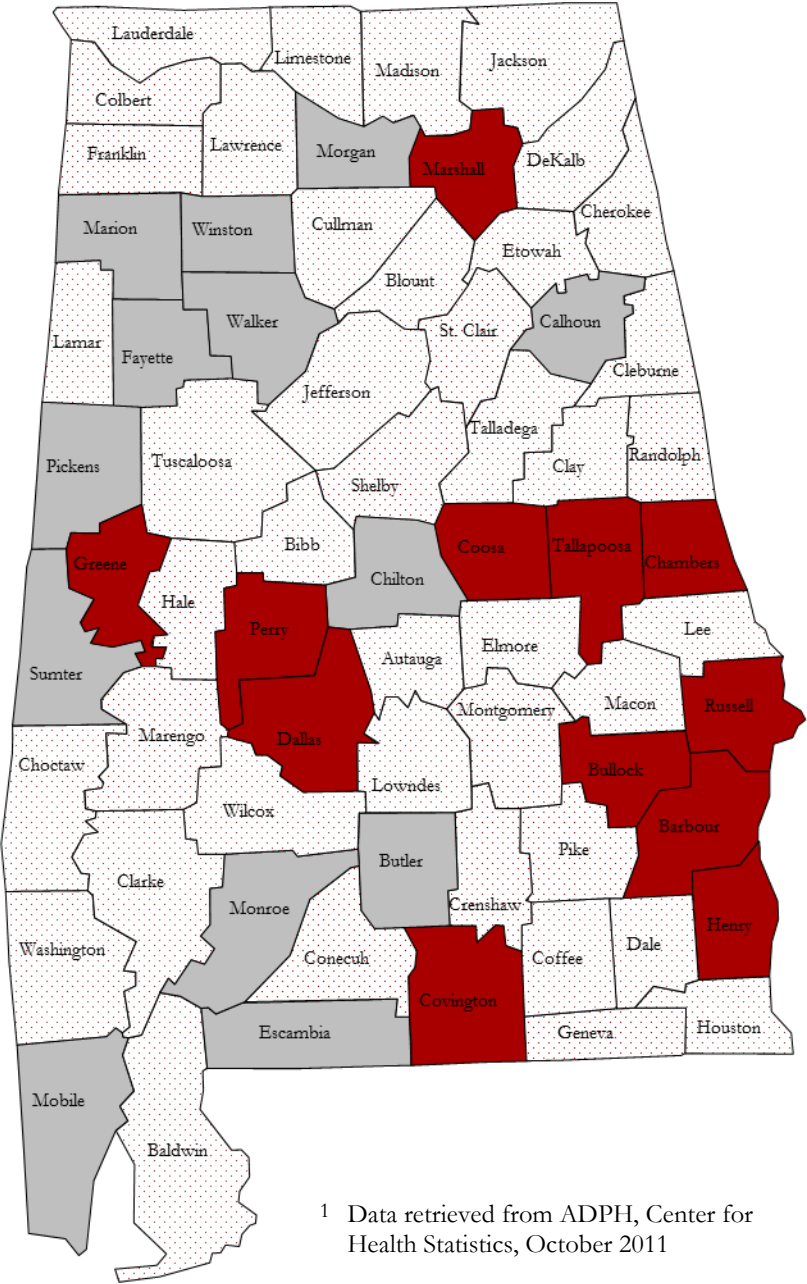 Lauderdale
Limestone
Madison
Jackson
Colbert
Franklin
Lawrence
Morgan
Marshall
DeKalb
Cherokee
Marion
Winston
Cullman
Etowah
Blount
Lamar
Fayette
Walker
St. Clair
Calhoun
Cleburne
Jefferson
Pickens
Tuscaloosa
Shelby
Talladega
Clay
Randolph
Greene
Hale
Bibb
Chilton
Coosa
Tallapoosa
Chambers
Sumter
Perry
Autauga
Elmore
Lee
Choctaw
Marengo
Dallas
Lowndes
Montgomery
Macon
Russell
Wilcox
Bullock
Barbour
Clarke
Butler
Crenshaw
Pike
Washington
Monroe
Conecuh
Covington
Coffee
Dale
Henry
Escambia
Geneva
Houston
Mobile
Baldwin
1 Data retrieved from ADPH, Center for
Health Statistics, October 2011